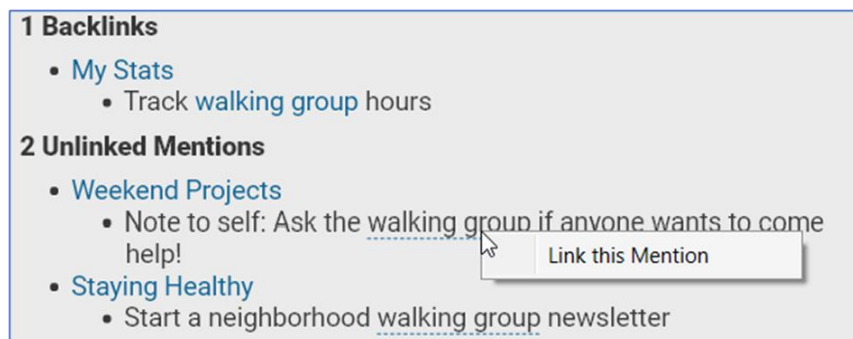 1 Backlinks
My Stats
Track walking group hours
2 Unlinked Mentions
Weekend Projects
Note to self: Ask the walking group if anyone wants to come
help!
Link this Mention
Staying Healthy
Start a neighborhood walking group newsletter